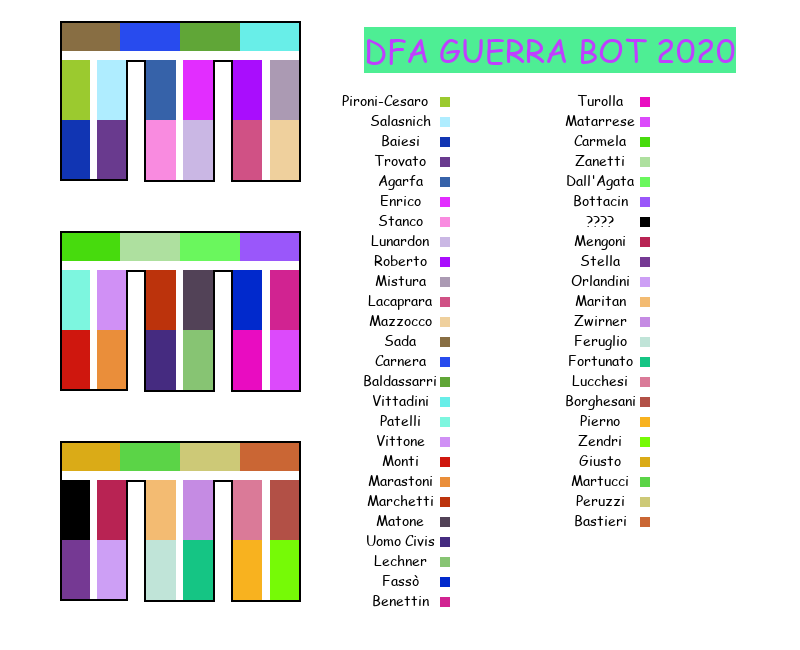 DFA GUERRA BOT 2020
Pironi-Cesaro
Salasnich
Baiesi
Trovato
Agarfa
Enrico
Stanco
Lunardon
Roberto
Mistura
Lacaprara
Mazzocco
Sada
Carnera
Baldassarri
Vittadini
Patelli
Vittone
Monti
Marastoni
Marchetti
Matone
Uomo Civis
Lechner
Fassò
Benettin
Turolla
Matarrese
Carmela
Zanetti
Dall'Agata
Bottacin
????
Mengoni
Stella
Orlandini
Maritan
Zwirner
Feruglio
Fortunato
Lucchesi
Borghesani
Pierno
Zendri
Giusto
Martucci
Peruzzi
Bastieri